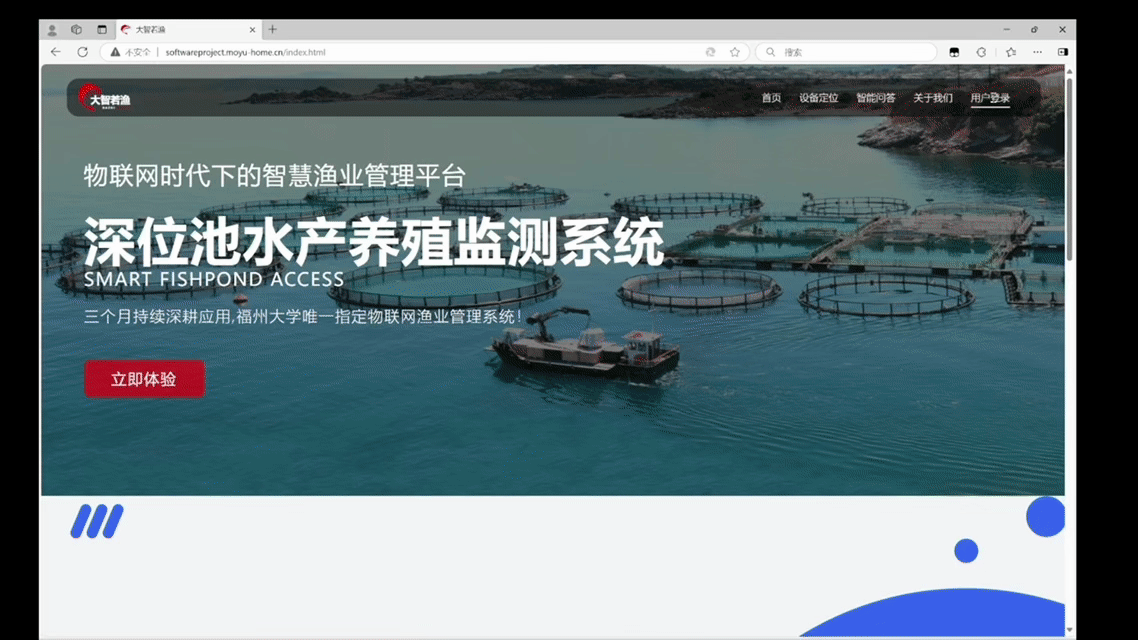 大智若渔
不安全
softwareproject.moyu-home.cn/index.html
搜索
大智若渔
首页 设备定位 智能问答 关于我们 用户登录
物联网时代下的智慧渔业管理平台
深位池水产养殖监测系统
SMART FISHPOND ACCESS
三个月持续深耕应用,福州大学唯一指定物联网渔业管理系统！
立即体验